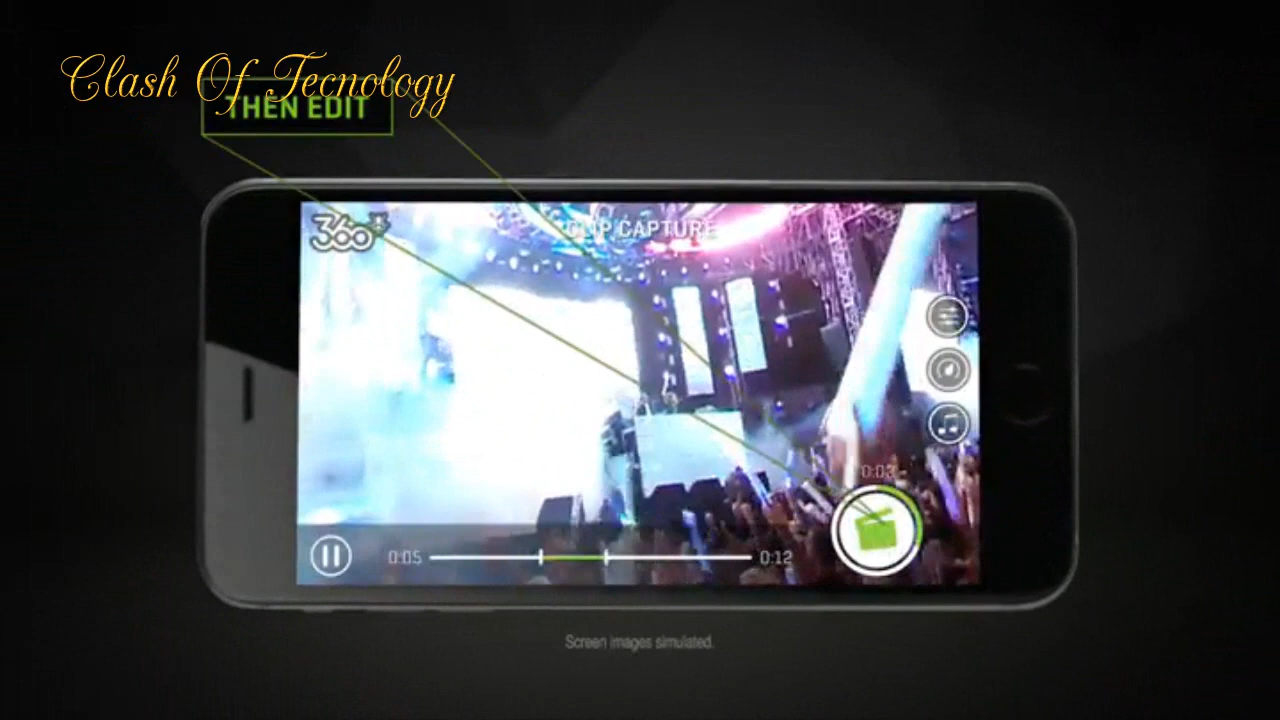 Clash Of Tecnology
THEN EDIT
360
CLIP CAPTURE
0:03
0:05
0:12
Screen images simulated.